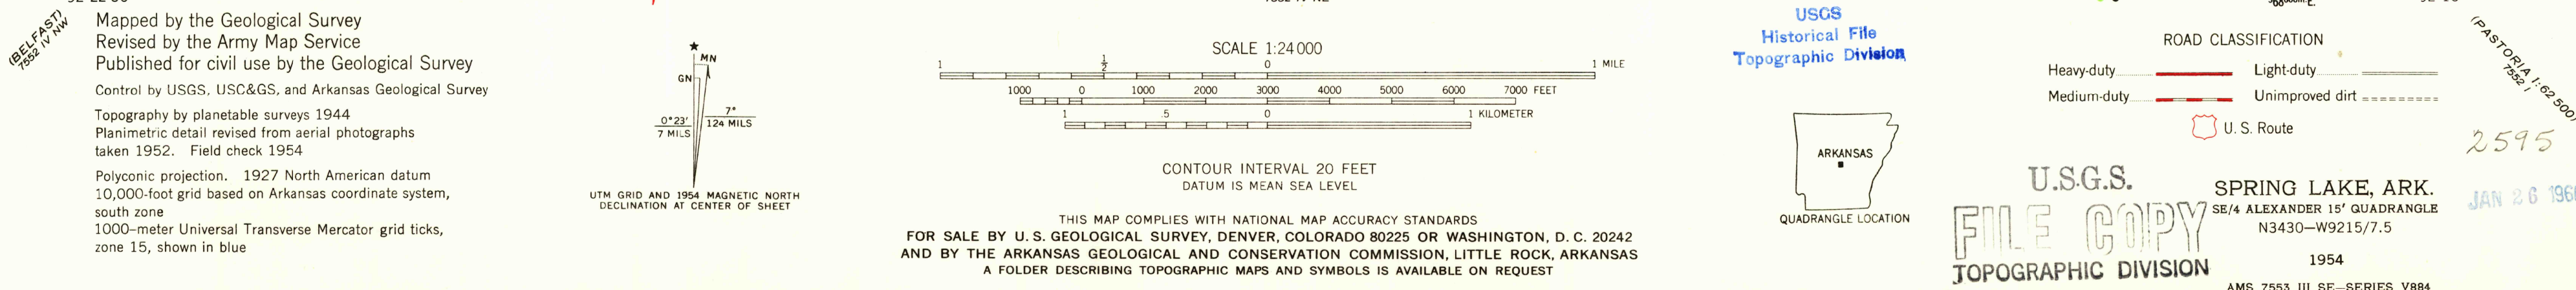 (BELFAST)
7552 IV NW
Mapped by the Geological Survey
Revised by the Army Map Service
Published for civil use by the Geological Survey
Control by USGS, USC&GS, and Arkansas Geological Survey
Topography by planetable surveys 1944
Planimetric detail revised from aerial photographs
taken 1952. Field check 1954
Polyconic projection. 1927 North American datum
10,000-foot grid based on Arkansas coordinate system,
south zone
1000-meter Universal Transverse Mercator grid ticks,
zone 15, shown in blue
★
MN
GN
0°23′
7 MILS
7°
124 MILS
UTM GRID AND 1954 MAGNETIC NORTH
DECLINATION AT CENTER OF SHEET
SCALE 1:24000
1 ½ 0 1 MILE
1000 0 1000 2000 3000 4000 5000 6000 7000 FEET
1 .5 0 1 KILOMETER
CONTOUR INTERVAL 20 FEET
DATUM IS MEAN SEA LEVEL
THIS MAP COMPLIES WITH NATIONAL MAP ACCURACY STANDARDS
FOR SALE BY U. S. GEOLOGICAL SURVEY, DENVER, COLORADO 80225 OR WASHINGTON, D. C. 20242
AND BY THE ARKANSAS GEOLOGICAL AND CONSERVATION COMMISSION, LITTLE ROCK, ARKANSAS
A FOLDER DESCRIBING TOPOGRAPHIC MAPS AND SYMBOLS IS AVAILABLE ON REQUEST
USGS
Historical File
Topographic Division
ARKANSAS
QUADRANGLE LOCATION
ROAD CLASSIFICATION
Heavy-duty Light-duty
Medium-duty Unimproved dirt
U. S. Route
(PASTORIA 1:62 500)
7552 I
2595
U.S.G.S.
FILE COPY
TOPOGRAPHIC DIVISION
SPRING LAKE, ARK.
SE/4 ALEXANDER 15′ QUADRANGLE
N3430—W9215/7.5
1954
AMS 7553 III SE—SERIES V884
JAN 26 196